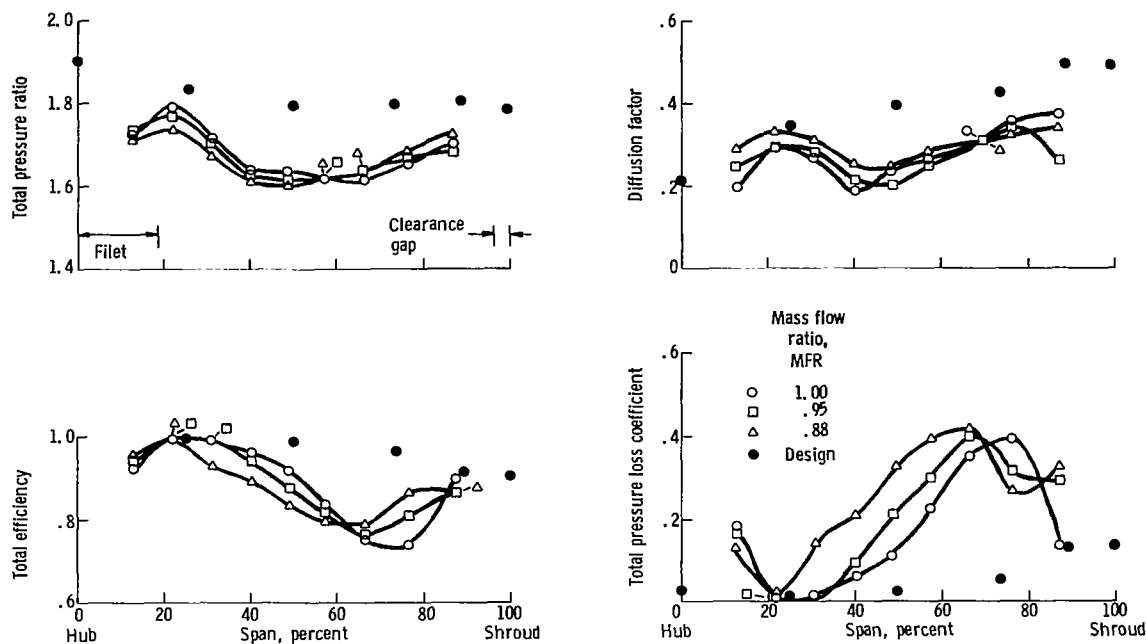 2.0
1.8
1.6
1.4
Total pressure ratio
Filet
Clearance
gap
.6
.4
.2
0
Diffusion factor
1.0
.8
.6
Total efficiency
0
20
40
60
80
100
Hub
Span, percent
Shroud
.6
.4
.2
Total pressure loss coefficient
Mass flow
ratio,
MFR
1.00
.95
.88
Design
0
20
40
60
80
100
Hub
Span, percent
Shroud